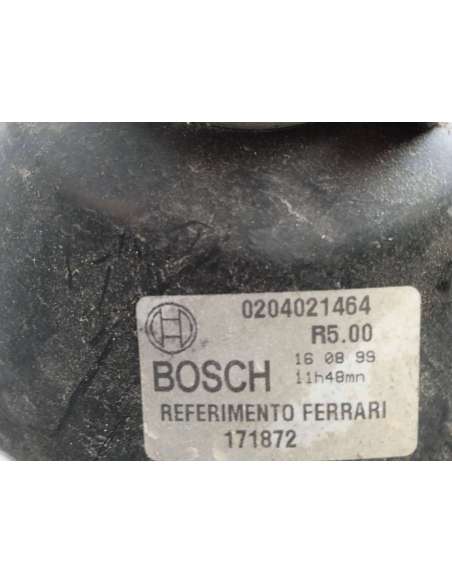 0204021464
R5.00
16 08 99
BOSCH
11h48mn
REFERIMENTO FERRARI
171872